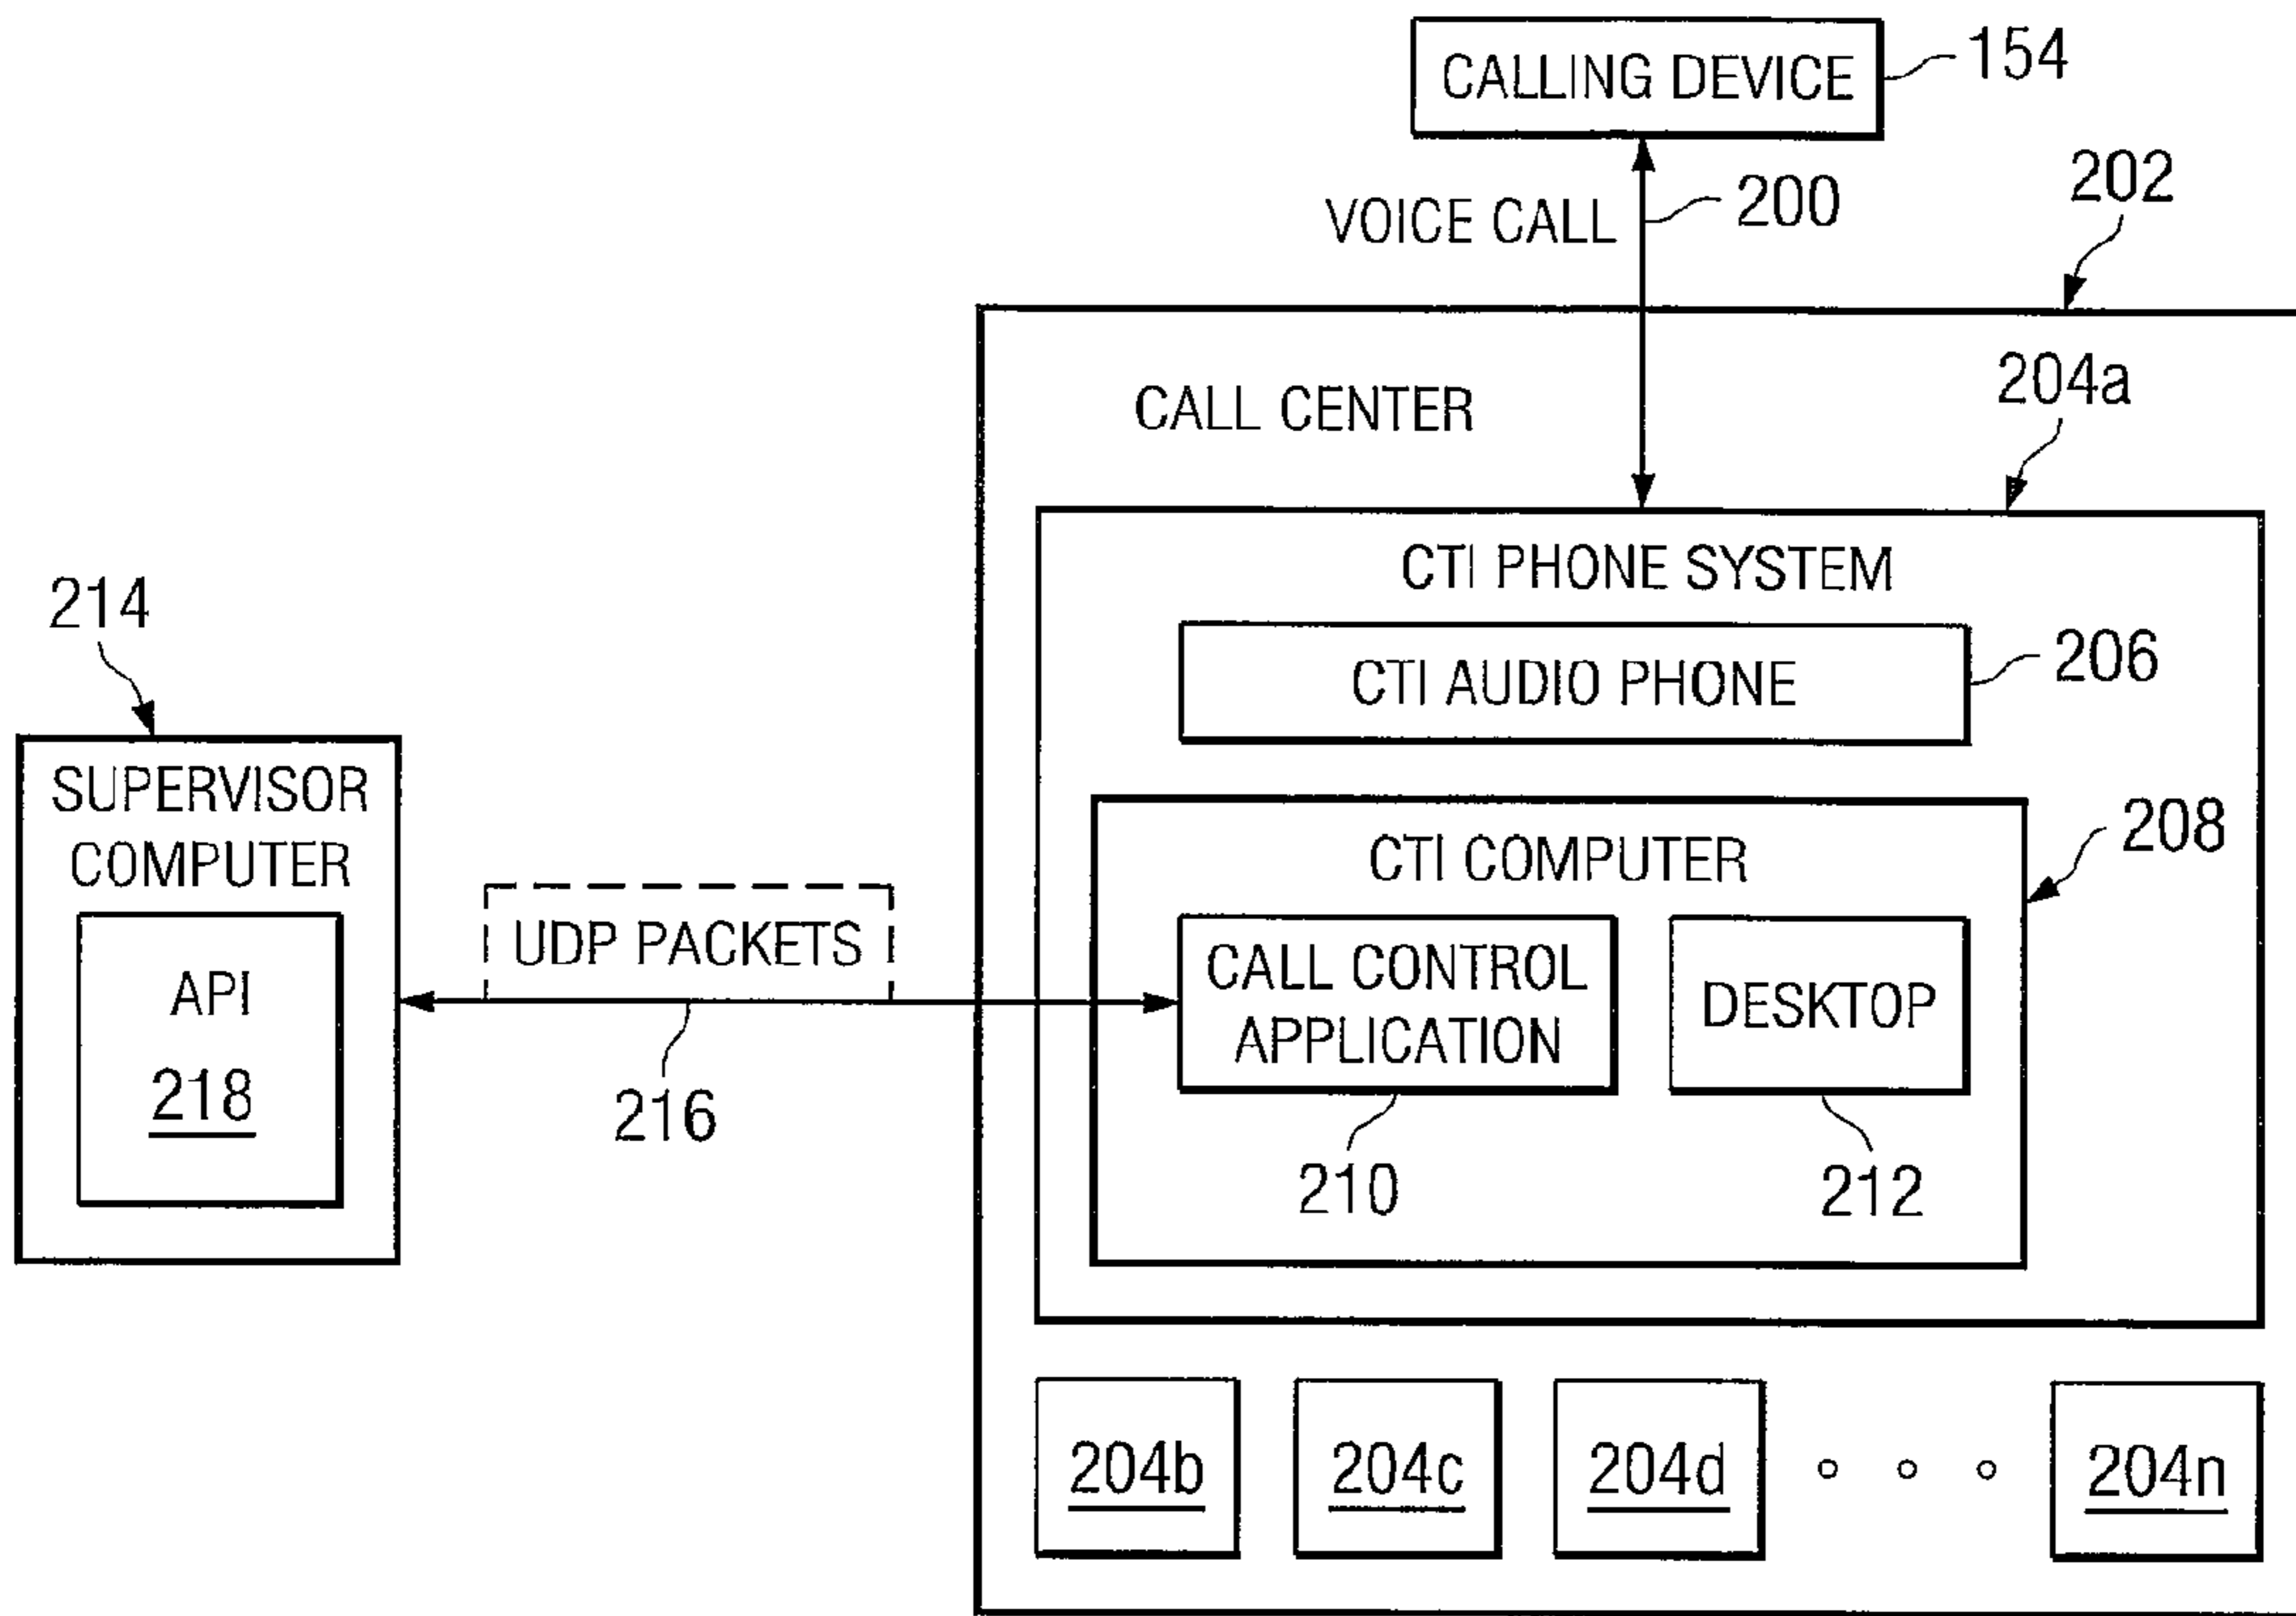 CALLING DEVICE
154
VOICE CALL
200
202
CALL CENTER
204a
CTI PHONE SYSTEM
CTI AUDIO PHONE
206
214
SUPERVISOR
COMPUTER
API
218
UDP PACKETS
216
CTI COMPUTER
208
CALL CONTROL
APPLICATION
DESKTOP
210
212
204b
204c
204d
204n